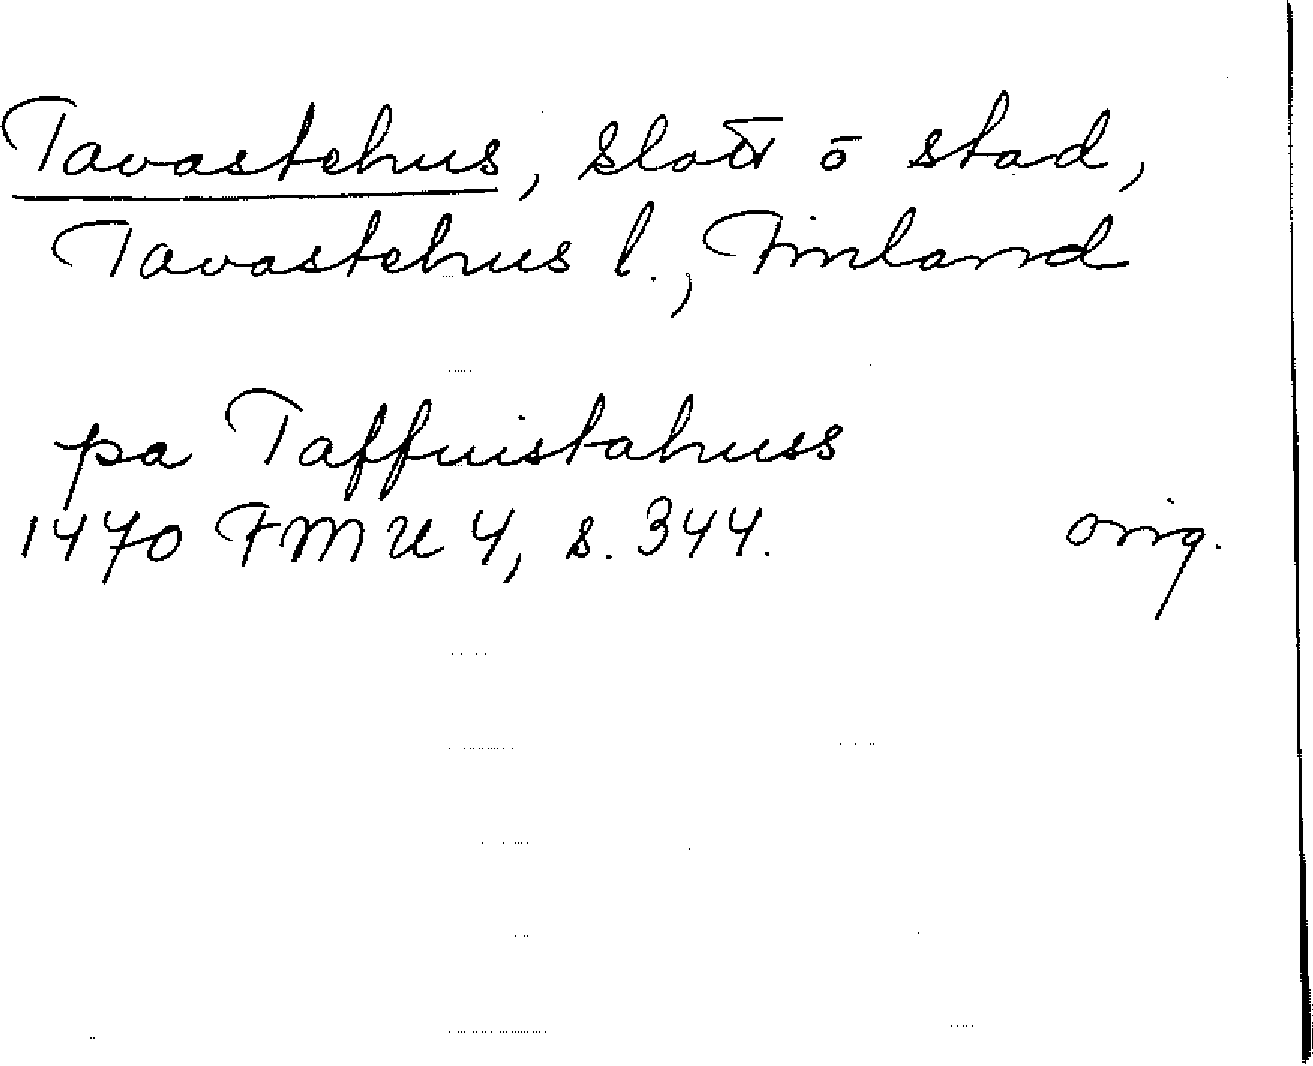 Tavastehus, slott o stad,
Tavastehus l., Finland
pa Taffuistahuss
1470 FMU 4, s. 344. orig.